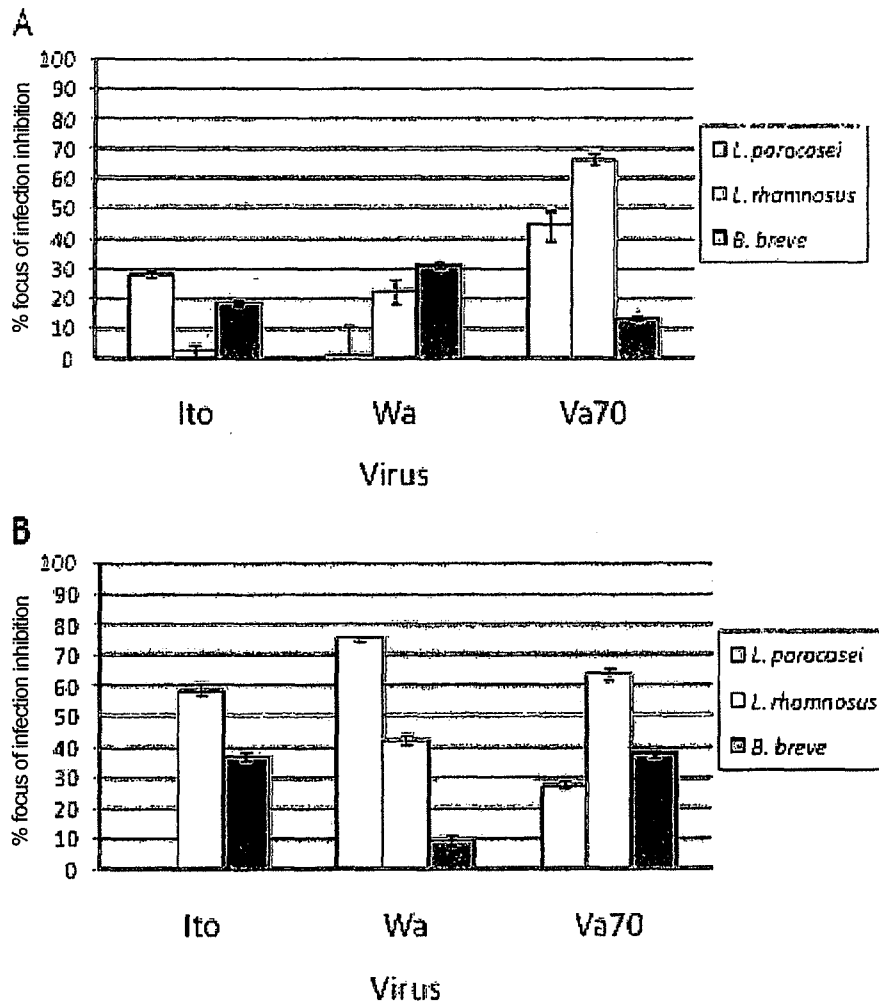 A
% focus of infection inhibition
100
90
80
70
60
50
40
30
20
10
0
L. paracasei
L. rhamnosus
B. breve
Ito Wa Va70
Virus
B
% focus of infection inhibition
100
90
80
70
60
50
40
30
20
10
0
L. paracasei
L. rhamnosus
B. breve
Ito Wa Va70
Virus